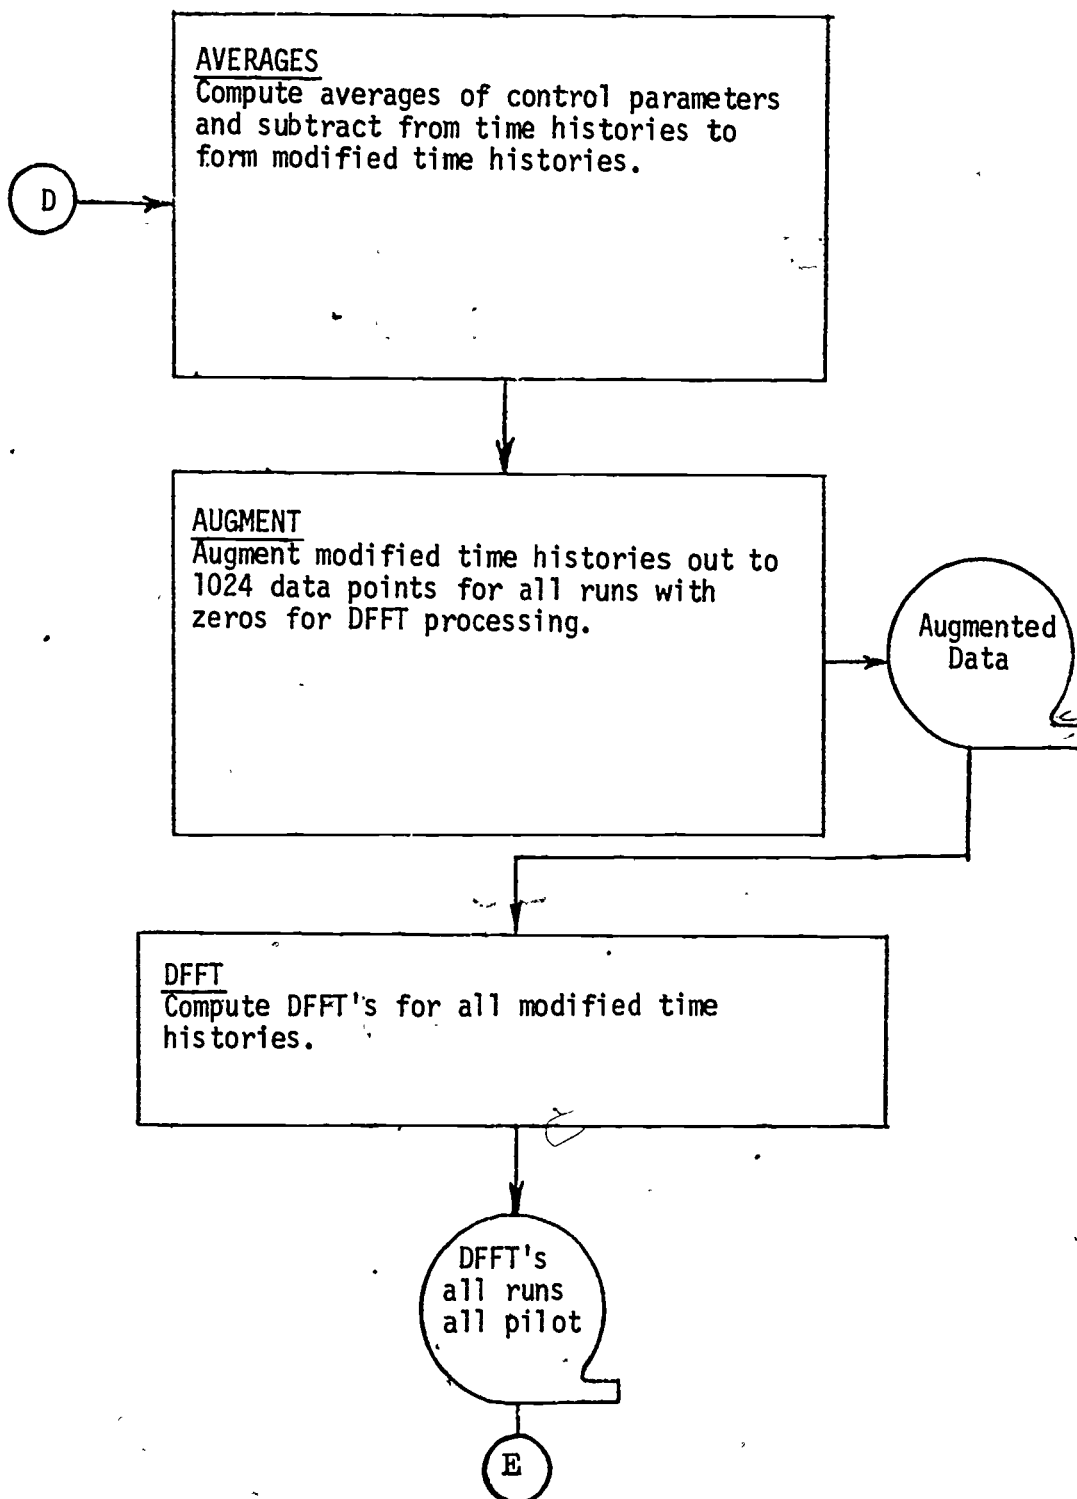 AVERAGES
Compute averages of control parameters
and subtract from time histories to
form modified time histories.
D
AUGMENT
Augment modified time histories out to
1024 data points for all runs with
zeros for DFFT processing.
Augmented
Data
DFFT
Compute DFFT's for all modified time
histories.
DFFT's
all runs
all pilot
E